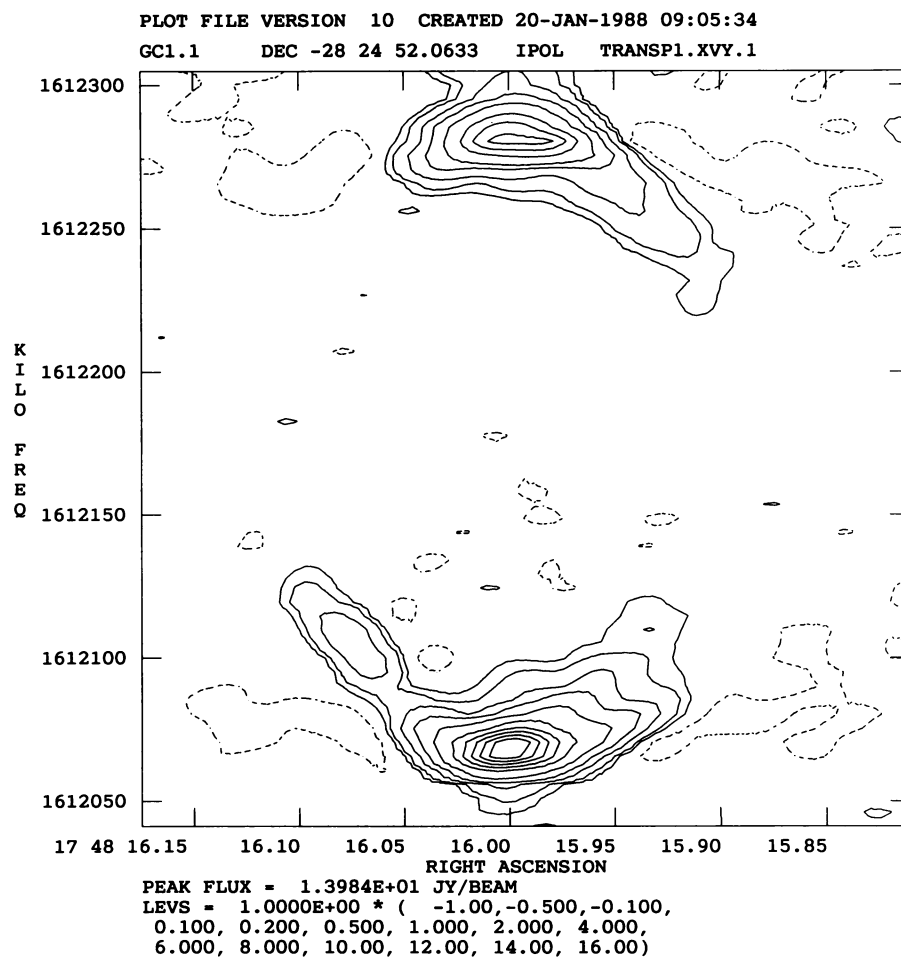 PLOT FILE VERSION 10 CREATED 20-JAN-1988 09:05:34
GC1.1 DEC -28 24 52.0633 IPOL TRANSP1.XVY.1
1612300
1612250
1612200
1612150
1612100
1612050
KILO FREQ
17 48 16.15 16.10 16.05 16.00 15.95 15.90 15.85
RIGHT ASCENSION
PEAK FLUX = 1.3984E+01 JY/BEAM
LEVS = 1.0000E+00 * ( -1.00,-0.500,-0.100,
0.100, 0.200, 0.500, 1.000, 2.000, 4.000,
6.000, 8.000, 10.00, 12.00, 14.00, 16.00)